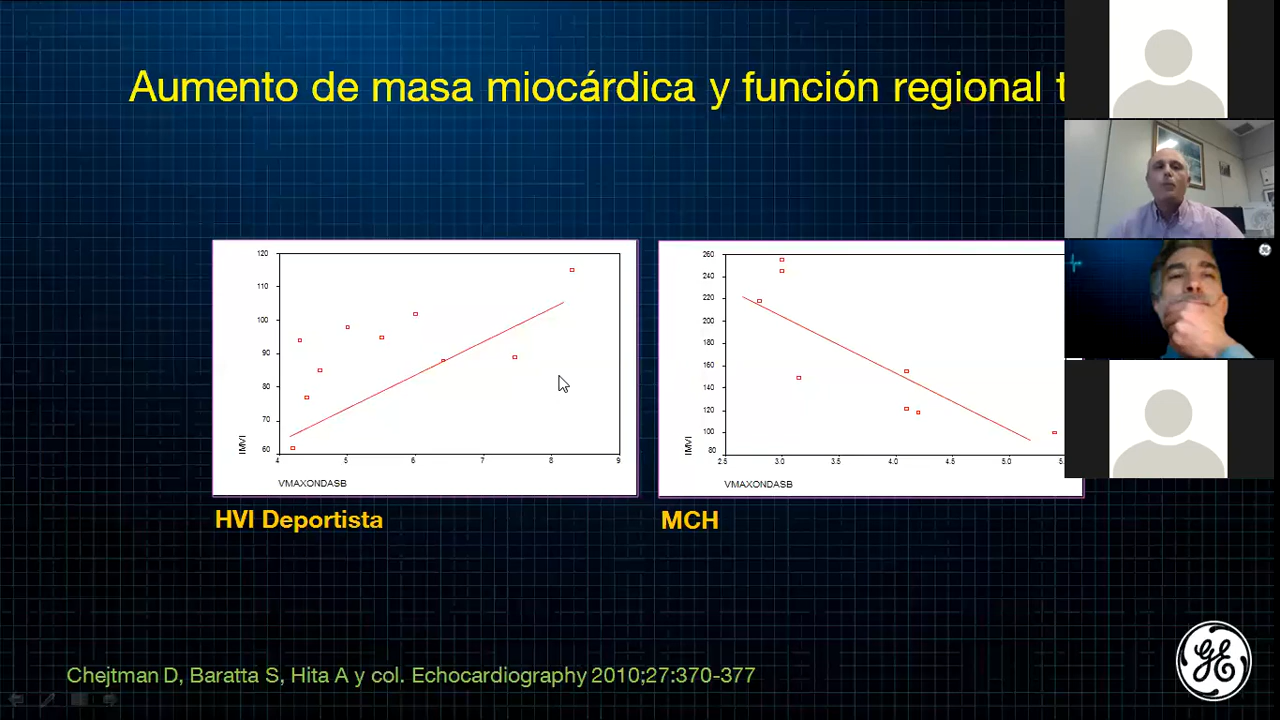 Aumento de masa miocárdica y función regional t
120
110
100
90
80
70
60
IMVI
4 5 6 7 8 9
VMAXONDASB
HVI Deportista
260
240
220
200
180
160
140
120
100
80
IMVI
2.5 3.0 3.5 4.0 4.5 5.0 5.
VMAXONDASB
MCH
Chejtman D, Baratta S, Hita A y col. Echocardiography 2010;27:370-377
GE